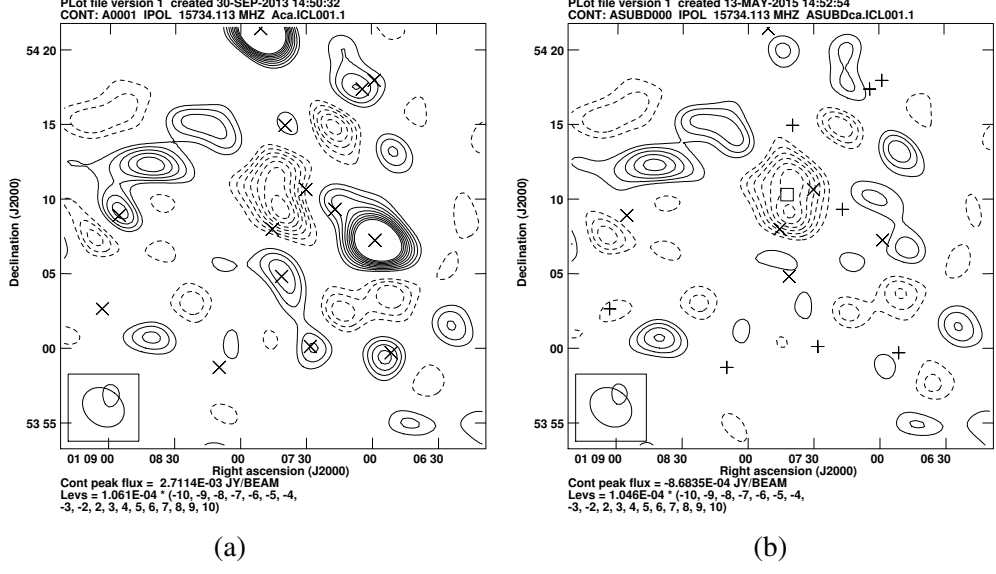 PLot file version 1 created 30-SEP-2013 14:50:32
CONT: A0001 IPOL 15734.113 MHZ Aca.ICL001.1
Declination (J2000)
54 20
15
10
05
00
53 55
01 09 00 08 30 00 07 30 00 06 30
Right ascension (J2000)
Cont peak flux = 2.7114E-03 JY/BEAM
Levs = 1.061E-04 * (-10, -9, -8, -7, -6, -5, -4,
-3, -2, 2, 3, 4, 5, 6, 7, 8, 9, 10)
(a)
PLot file version 1 created 13-MAY-2015 14:52:54
CONT: ASUBD000 IPOL 15734.113 MHZ ASUBDca.ICL001.1
Declination (J2000)
54 20
15
10
05
00
53 55
01 09 00 08 30 00 07 30 00 06 30
Right ascension (J2000)
Cont peak flux = -8.6835E-04 JY/BEAM
Levs = 1.046E-04 * (-10, -9, -8, -7, -6, -5, -4,
-3, -2, 2, 3, 4, 5, 6, 7, 8, 9, 10)
(b)